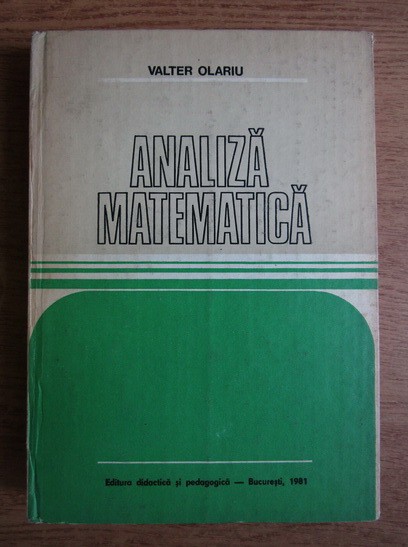 VALTER OLARIU
ANALIZĂ
MATEMATICĂ
Editura didactică și pedagogică — București, 1981